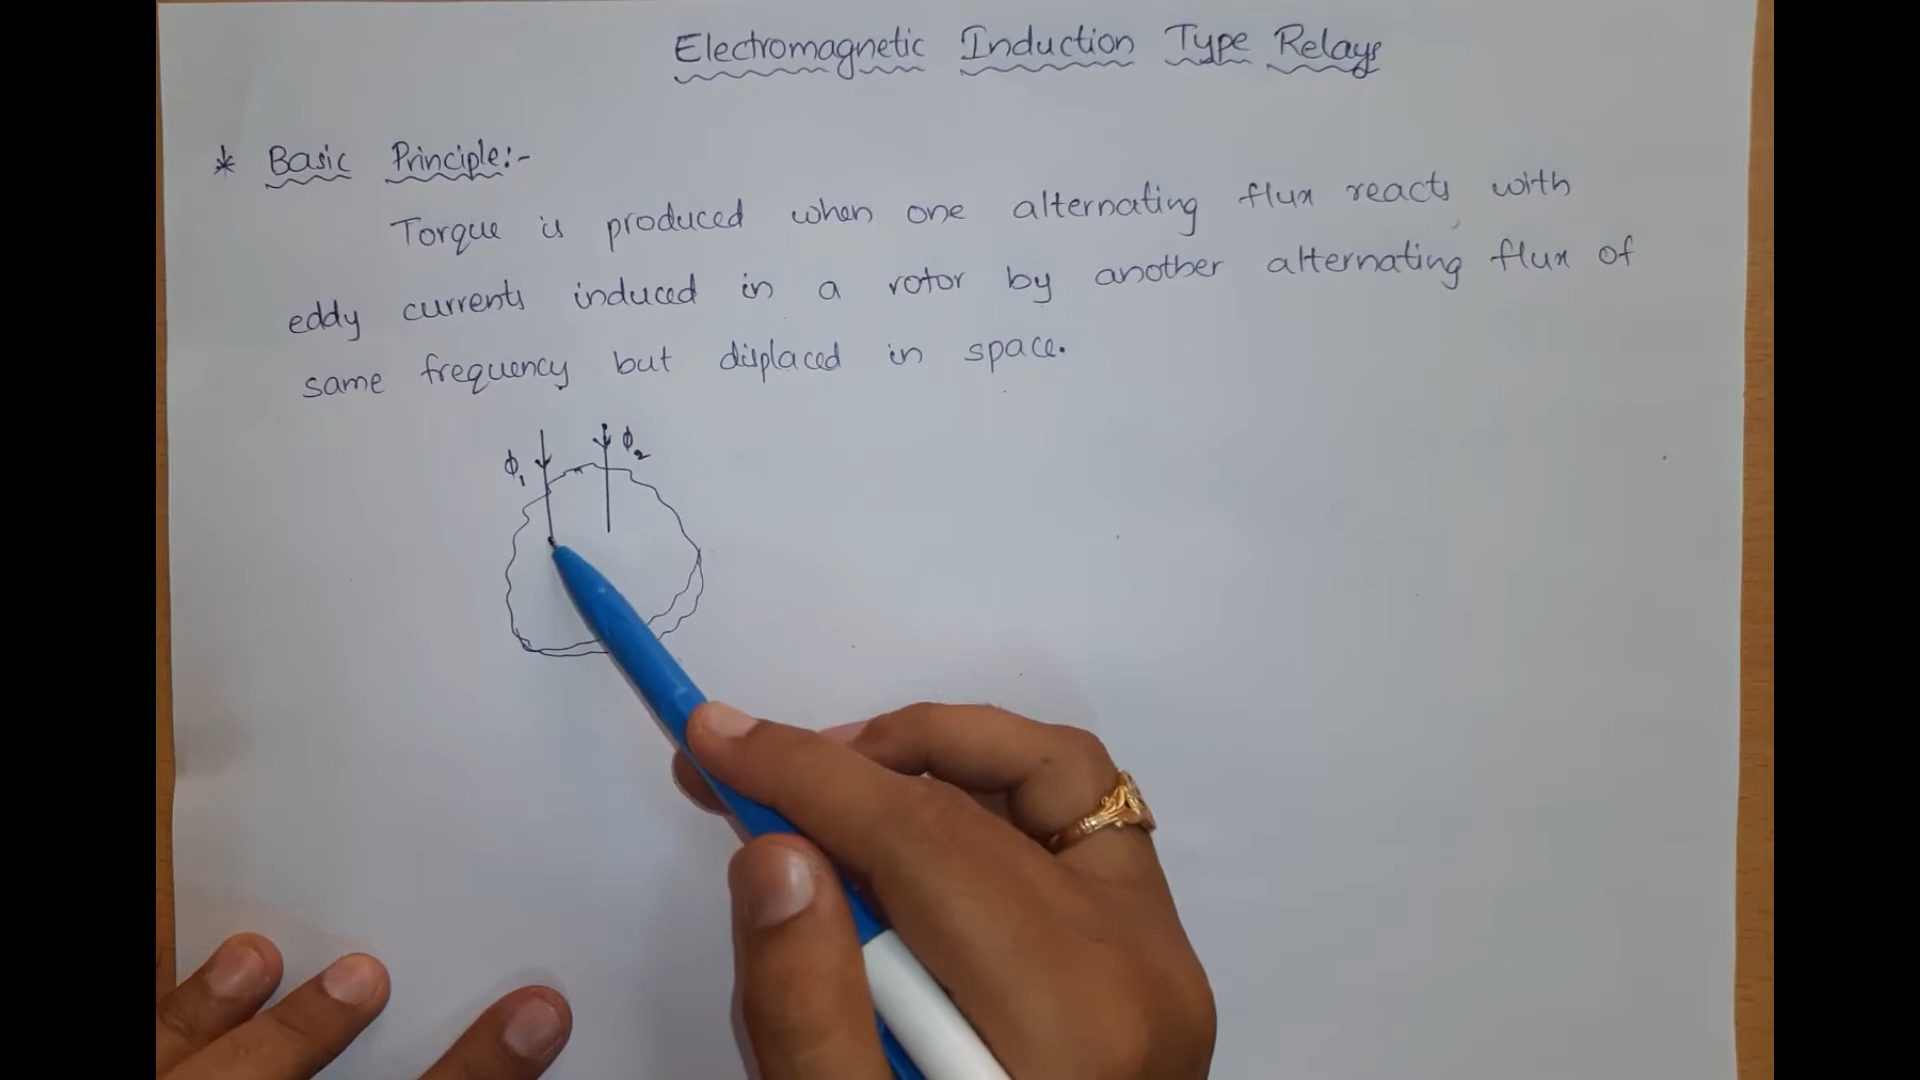 Electromagnetic Induction Type Relays
* Basic Principle:-
Torque is produced when one alternating flux reacts with
eddy currents induced in a rotor by another alternating flux of
same frequency but displaced in space.
ϕ₁ ϕ₂